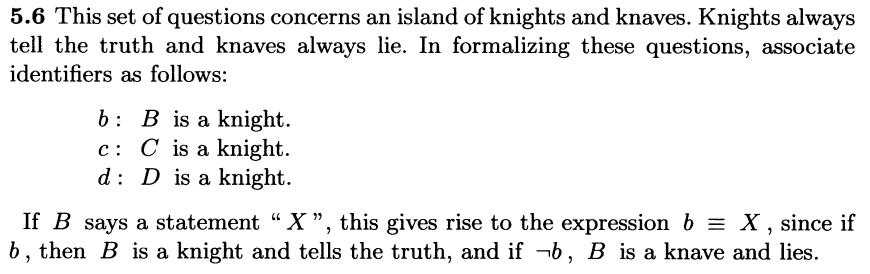 5.6 This set of questions concerns an island of knights and knaves. Knights always
tell the truth and knaves always lie. In formalizing these questions, associate
identifiers as follows:
b : B is a knight.
c : C is a knight.
d : D is a knight.
If B says a statement “ X ”, this gives rise to the expression b ≡ X , since if
b , then B is a knight and tells the truth, and if ¬b , B is a knave and lies.